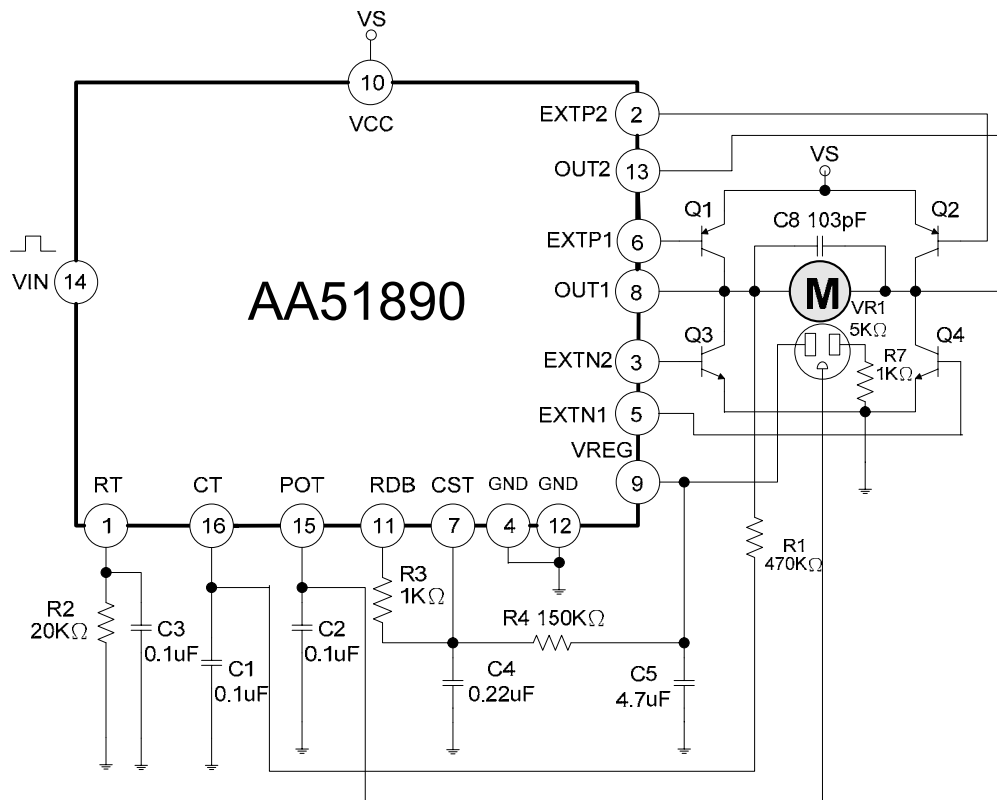 VS
10
VCC
EXTP2
2
OUT2
13
VS
Q1
C8 103pF
Q2
EXTP1
6
VIN
14
AA51890
OUT1
8
M
VR1
5KΩ
Q3
Q4
R7
1KΩ
EXTN2
3
EXTN1
5
VREG
9
RT
CT
POT
RDB
CST
GND
GND
1
16
15
11
7
4
12
R1
470KΩ
R3
1KΩ
R4 150KΩ
R2
20KΩ
C3
0.1uF
C1
0.1uF
C2
0.1uF
C4
0.22uF
C5
4.7uF